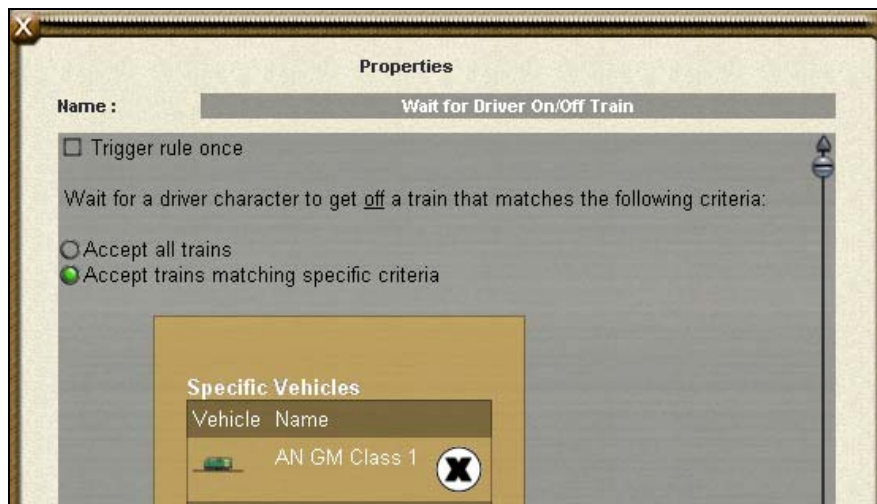 Properties
Name : Wait for Driver On/Off Train
Trigger rule once
Wait for a driver character to get off a train that matches the following criteria:
Accept all trains
Accept trains matching specific criteria
Specific Vehicles
Vehicle Name
AN GM Class 1